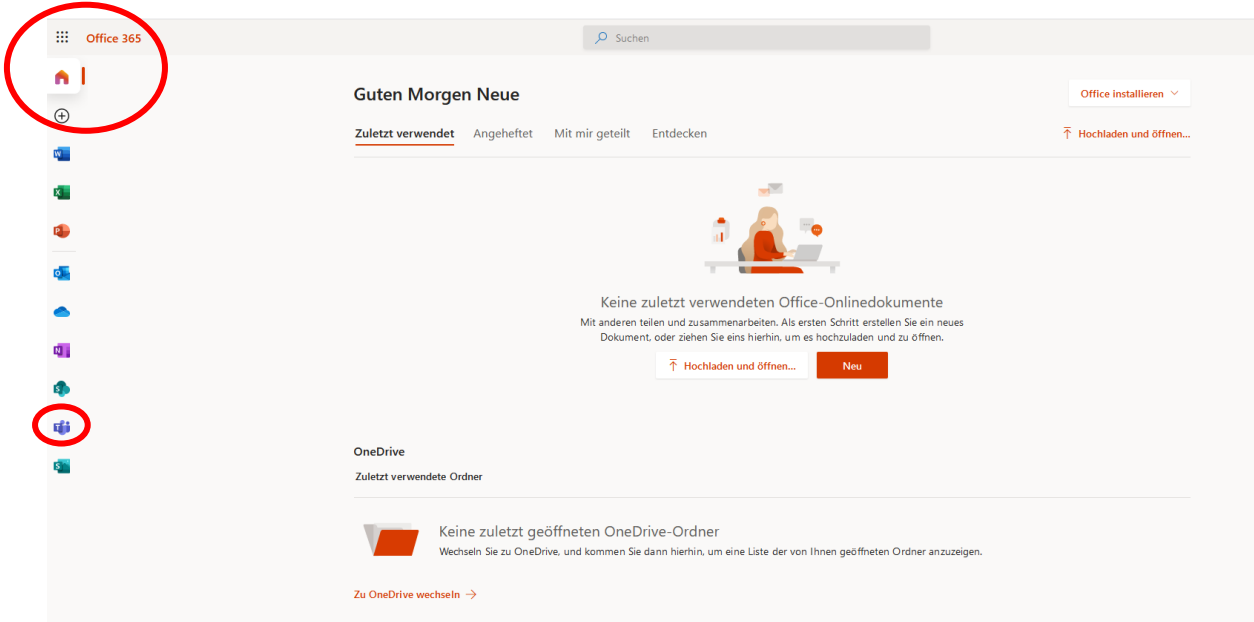 Office 365
Suchen
Guten Morgen Neue
Office installieren
Zuletzt verwendet Angeheftet Mit mir geteilt Entdecken
Hochladen und öffnen...
W
X
P
O
N
S
T
S
Keine zuletzt verwendeten Office-Onlinedokumente
Mit anderen teilen und zusammenarbeiten. Als ersten Schritt erstellen Sie ein neues
Dokument, oder ziehen Sie eins hierhin, um es hochzuladen und zu öffnen.
Hochladen und öffnen... Neu
OneDrive
Zuletzt verwendete Ordner
Keine zuletzt geöffneten OneDrive-Ordner
Wechseln Sie zu OneDrive, und kommen Sie dann hierhin, um eine Liste der von Ihnen geöffneten Ordner anzuzeigen.
Zu OneDrive wechseln